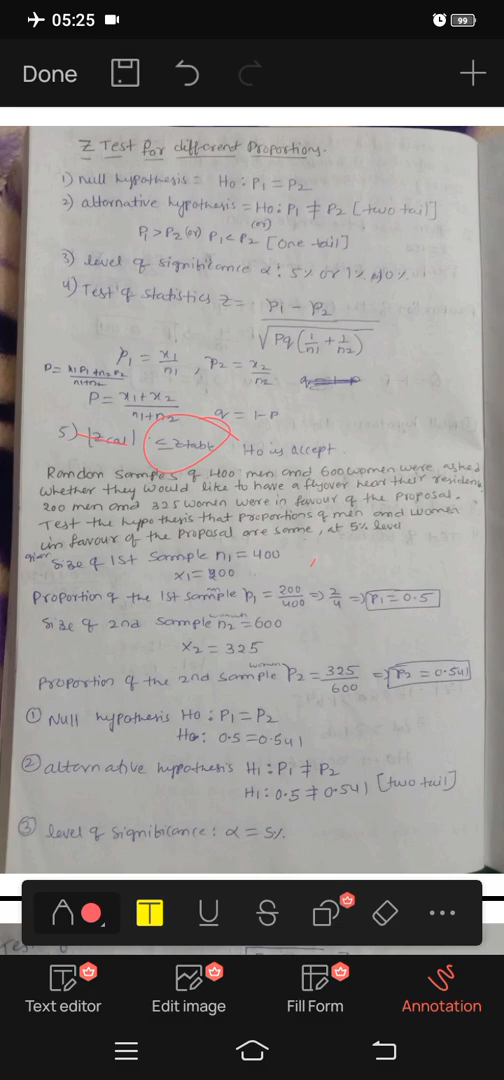 05:25
99
Done
Z Test for different Proportions.
1) null hypothesis = Ho : P1 = P2
2) alternative hypothesis = Ho : P1 ≠ P2 [two tail]
(or)
P1 > P2 (or) P1 < P2 [One-tail]
3) level of significance α : 5% or 1%
4) Test of statistics Z = P1 - P2 / √Pq(1/n1 + 1/n2)
p1 = x1/n1 , p2 = x2/n2
P = n1P1 + n2P2 / n1+n2
P = x1+x2 / n1+n2 q = 1-P
5) |Zcal| ≤ Ztab Ho is accept.
Random samples of 400 men and 600 women were asked
whether they would like to have a flyover near their residence
200 men and 325 women were in favour of the proposal.
Test the hypothesis that proportions of men and women
in favour of the proposal are same, at 5% level
given Size of 1st sample n1 = 400
x1 = 200
Proportion of the 1st sample men p1 = 200/400 ⇒ 2/4 ⇒ P1 = 0.5
Size of 2nd sample women n2 = 600
x2 = 325
Proportion of the 2nd sample women P2 = 325/600 ⇒ P2 = 0.541
① Null hypothesis Ho : P1 = P2
Ho : 0.5 = 0.541
② alternative hypothesis H1 : P1 ≠ P2
H1 : 0.5 ≠ 0.541 [two tail]
③ level of significance : α = 5%.
T
U
S
Text editor
Edit image
Fill Form
Annotation